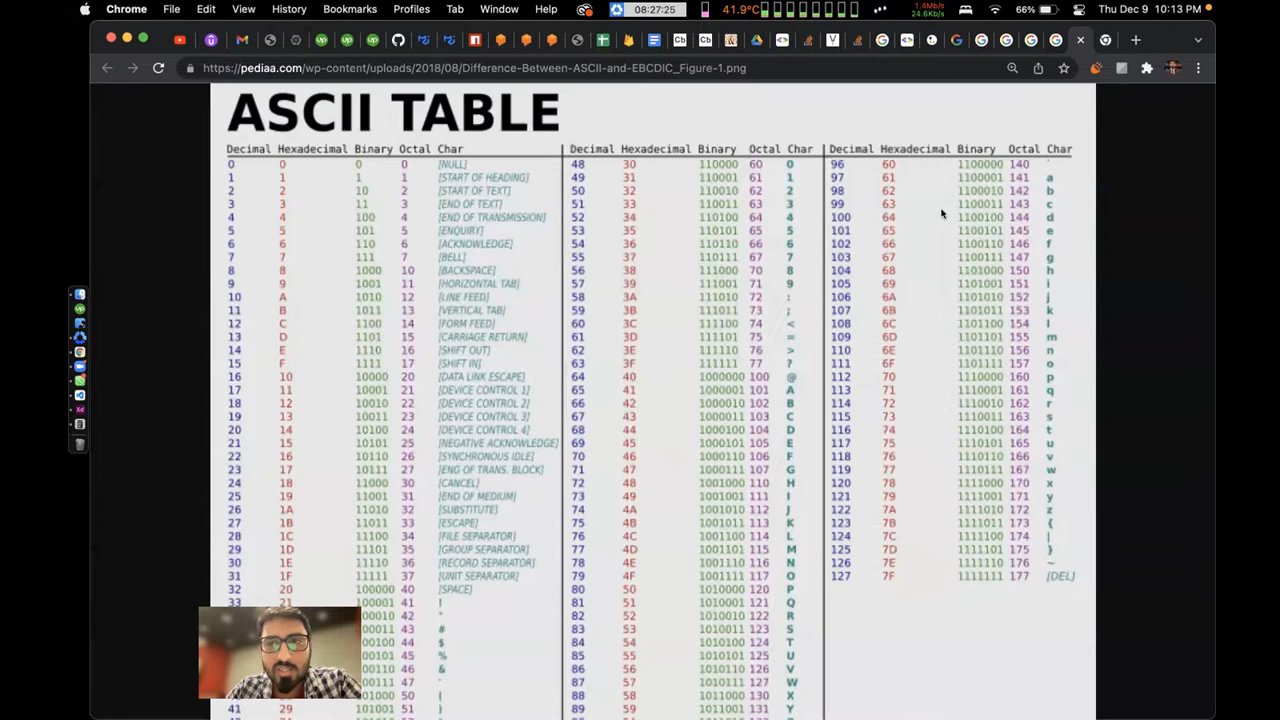 Chrome File Edit View History Bookmarks Profiles Tab Window Help 08:27:25 41.9°C 1.4Mb/s 24.6Kb/s 66% Thu Dec 9 10:13 PM
https://pediaa.com/wp-content/uploads/2018/08/Difference-Between-ASCII-and-EBCDIC_Figure-1.png
ASCII TABLE
Decimal Hexadecimal Binary Octal Char Decimal Hexadecimal Binary Octal Char Decimal Hexadecimal Binary Octal Char
0 0 0 0 [NULL] 48 30 110000 60 0 96 60 1100000 140 `
1 1 1 1 [START OF HEADING] 49 31 110001 61 1 97 61 1100001 141 a
2 2 10 2 [START OF TEXT] 50 32 110010 62 2 98 62 1100010 142 b
3 3 11 3 [END OF TEXT] 51 33 110011 63 3 99 63 1100011 143 c
4 4 100 4 [END OF TRANSMISSION] 52 34 110100 64 4 100 64 1100100 144 d
5 5 101 5 [ENQUIRY] 53 35 110101 65 5 101 65 1100101 145 e
6 6 110 6 [ACKNOWLEDGE] 54 36 110110 66 6 102 66 1100110 146 f
7 7 111 7 [BELL] 55 37 110111 67 7 103 67 1100111 147 g
8 8 1000 10 [BACKSPACE] 56 38 111000 70 8 104 68 1101000 150 h
9 9 1001 11 [HORIZONTAL TAB] 57 39 111001 71 9 105 69 1101001 151 i
10 A 1010 12 [LINE FEED] 58 3A 111010 72 : 106 6A 1101010 152 j
11 B 1011 13 [VERTICAL TAB] 59 3B 111011 73 ; 107 6B 1101011 153 k
12 C 1100 14 [FORM FEED] 60 3C 111100 74 < 108 6C 1101100 154 l
13 D 1101 15 [CARRIAGE RETURN] 61 3D 111101 75 = 109 6D 1101101 155 m
14 E 1110 16 [SHIFT OUT] 62 3E 111110 76 > 110 6E 1101110 156 n
15 F 1111 17 [SHIFT IN] 63 3F 111111 77 ? 111 6F 1101111 157 o
16 10 10000 20 [DATA LINK ESCAPE] 64 40 1000000 100 @ 112 70 1110000 160 p
17 11 10001 21 [DEVICE CONTROL 1] 65 41 1000001 101 A 113 71 1110001 161 q
18 12 10010 22 [DEVICE CONTROL 2] 66 42 1000010 102 B 114 72 1110010 162 r
19 13 10011 23 [DEVICE CONTROL 3] 67 43 1000011 103 C 115 73 1110011 163 s
20 14 10100 24 [DEVICE CONTROL 4] 68 44 1000100 104 D 116 74 1110100 164 t
21 15 10101 25 [NEGATIVE ACKNOWLEDGE] 69 45 1000101 105 E 117 75 1110101 165 u
22 16 10110 26 [SYNCHRONOUS IDLE] 70 46 1000110 106 F 118 76 1110110 166 v
23 17 10111 27 [ENG OF TRANS. BLOCK] 71 47 1000111 107 G 119 77 1110111 167 w
24 18 11000 30 [CANCEL] 72 48 1001000 110 H 120 78 1111000 170 x
25 19 11001 31 [END OF MEDIUM] 73 49 1001001 111 I 121 79 1111001 171 y
26 1A 11010 32 [SUBSTITUTE] 74 4A 1001010 112 J 122 7A 1111010 172 z
27 1B 11011 33 [ESCAPE] 75 4B 1001011 113 K 123 7B 1111011 173 {
28 1C 11100 34 [FILE SEPARATOR] 76 4C 1001100 114 L 124 7C 1111100 174 |
29 1D 11101 35 [GROUP SEPARATOR] 77 4D 1001101 115 M 125 7D 1111101 175 }
30 1E 11110 36 [RECORD SEPARATOR] 78 4E 1001110 116 N 126 7E 1111110 176 ~
31 1F 11111 37 [UNIT SEPARATOR] 79 4F 1001111 117 O 127 7F 1111111 177 [DEL]
32 20 100000 40 [SPACE] 80 50 1010000 120 P
33 21 100001 41 ! 81 51 1010001 121 Q
42 " 82 52 1010010 122 R
43 # 83 53 1010011 123 S
44 $ 84 54 1010100 124 T
45 % 85 55 1010101 125 U
46 & 86 56 1010110 126 V
47 ' 87 57 1010111 127 W
50 ( 88 58 1011000 130 X
41 29 101001 51 ) 89 59 1011001 131 Y